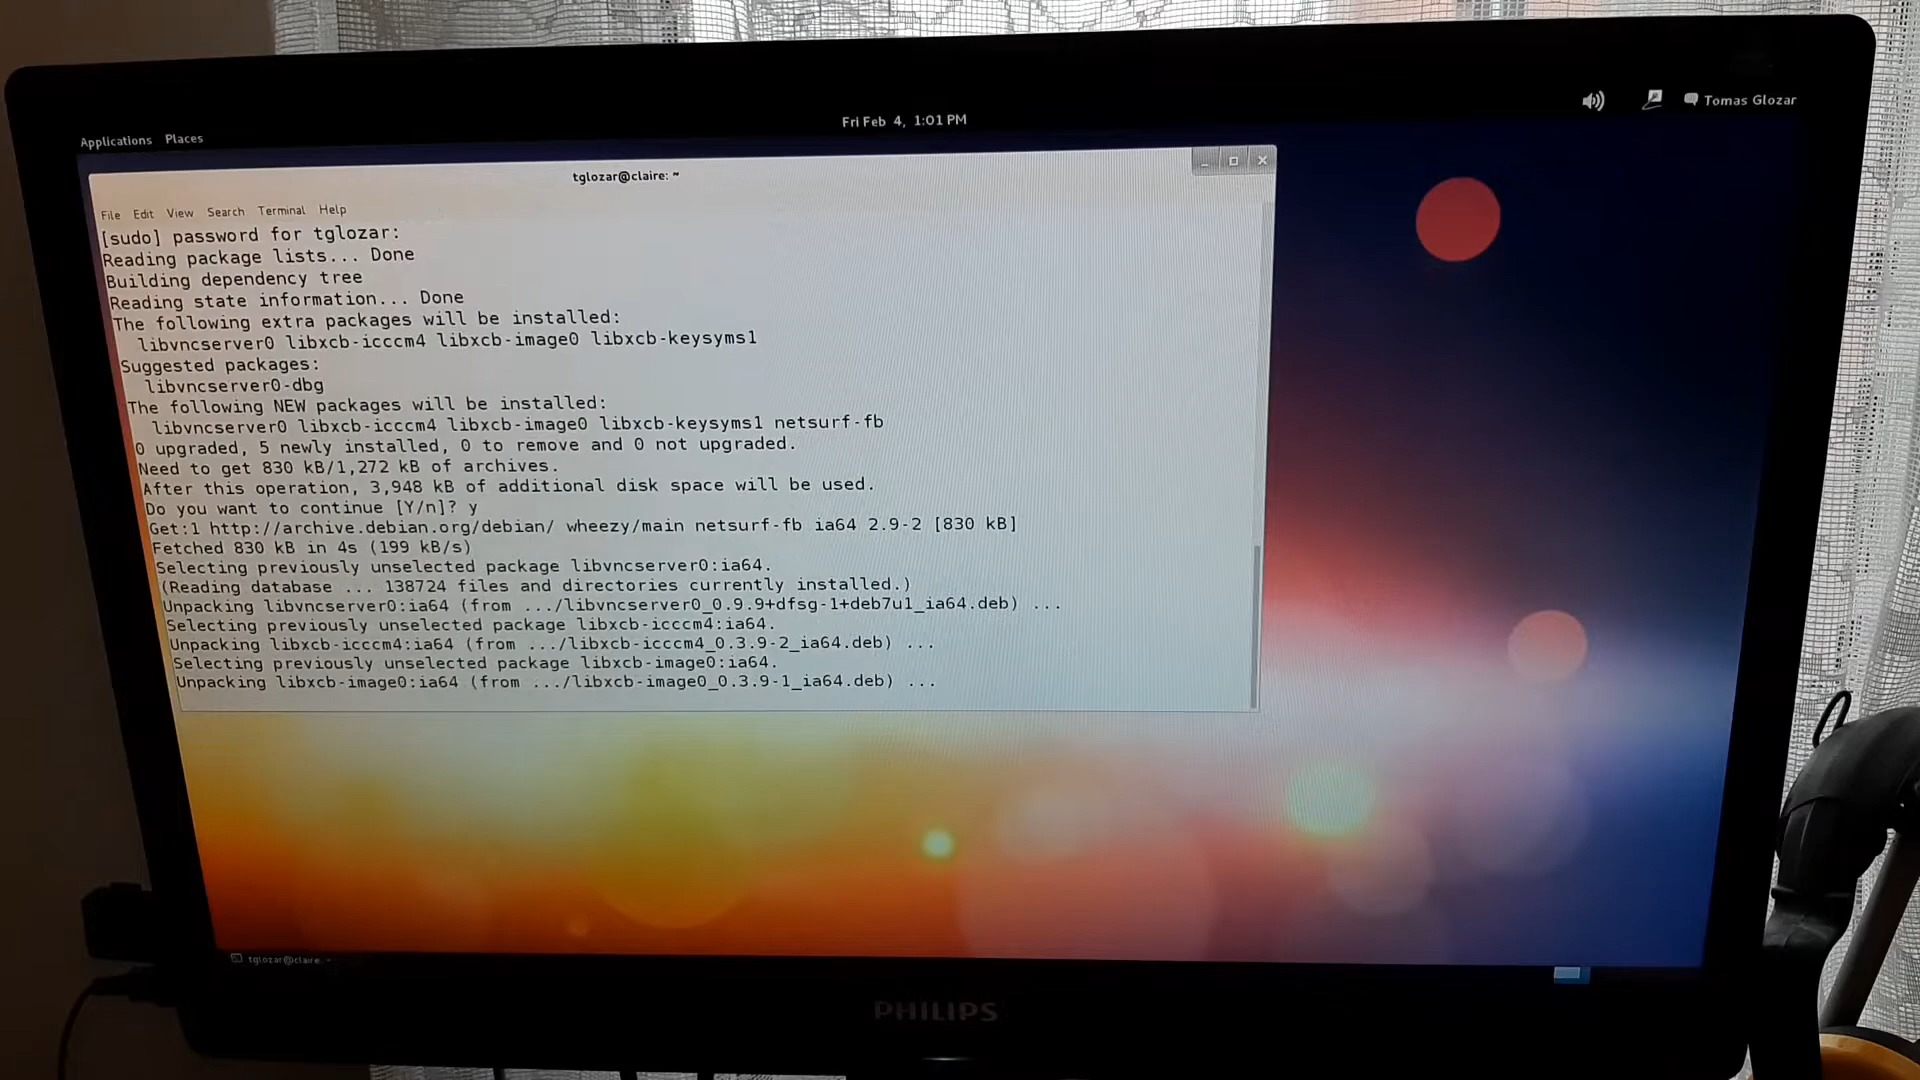 Applications Places
Fri Feb 4, 1:01 PM
Tomas Glozar
tglozar@claire: ~
File Edit View Search Terminal Help
[sudo] password for tglozar:
Reading package lists... Done
Building dependency tree
Reading state information... Done
The following extra packages will be installed:
libvncserver0 libxcb-icccm4 libxcb-image0 libxcb-keysyms1
Suggested packages:
libvncserver0-dbg
The following NEW packages will be installed:
libvncserver0 libxcb-icccm4 libxcb-image0 libxcb-keysyms1 netsurf-fb
0 upgraded, 5 newly installed, 0 to remove and 0 not upgraded.
Need to get 830 kB/1,272 kB of archives.
After this operation, 3,948 kB of additional disk space will be used.
Do you want to continue [Y/n]? y
Get:1 http://archive.debian.org/debian/ wheezy/main netsurf-fb ia64 2.9-2 [830 kB]
Fetched 830 kB in 4s (199 kB/s)
Selecting previously unselected package libvncserver0:ia64.
(Reading database ... 138724 files and directories currently installed.)
Unpacking libvncserver0:ia64 (from .../libvncserver0_0.9.9+dfsg-1+deb7u1_ia64.deb) ...
Selecting previously unselected package libxcb-icccm4:ia64.
Unpacking libxcb-icccm4:ia64 (from .../libxcb-icccm4_0.3.9-2_ia64.deb) ...
Selecting previously unselected package libxcb-image0:ia64.
Unpacking libxcb-image0:ia64 (from .../libxcb-image0_0.3.9-1_ia64.deb) ...
tglozar@claire: ~
PHILIPS